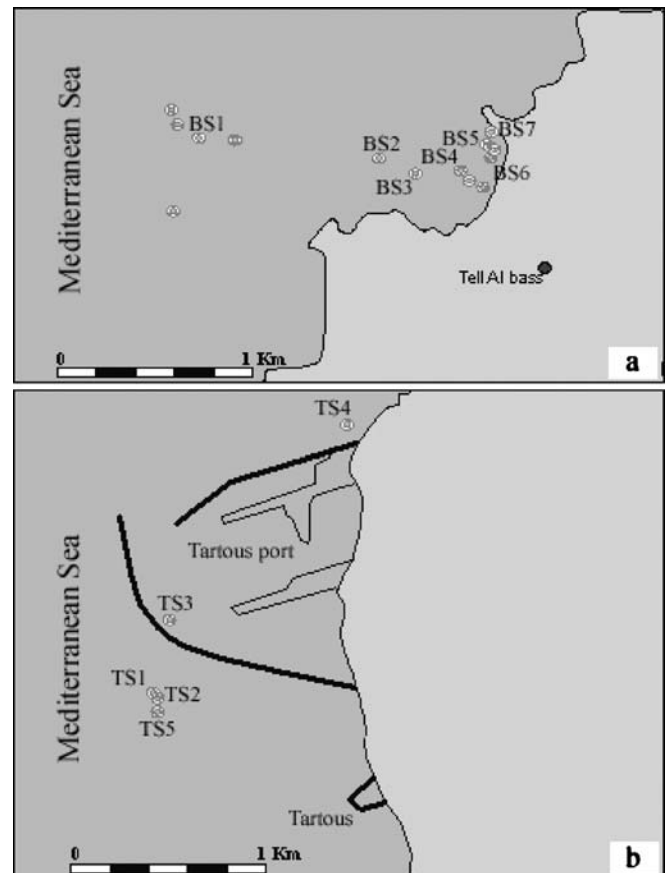 Mediterranean Sea
BS1
BS2
BS3
BS4
BS5
BS7
BS6
Tell Al bass
0 1 Km
a
Mediterranean Sea
TS4
Tartous port
TS3
TS1
TS2
TS5
Tartous
0 1 Km
b